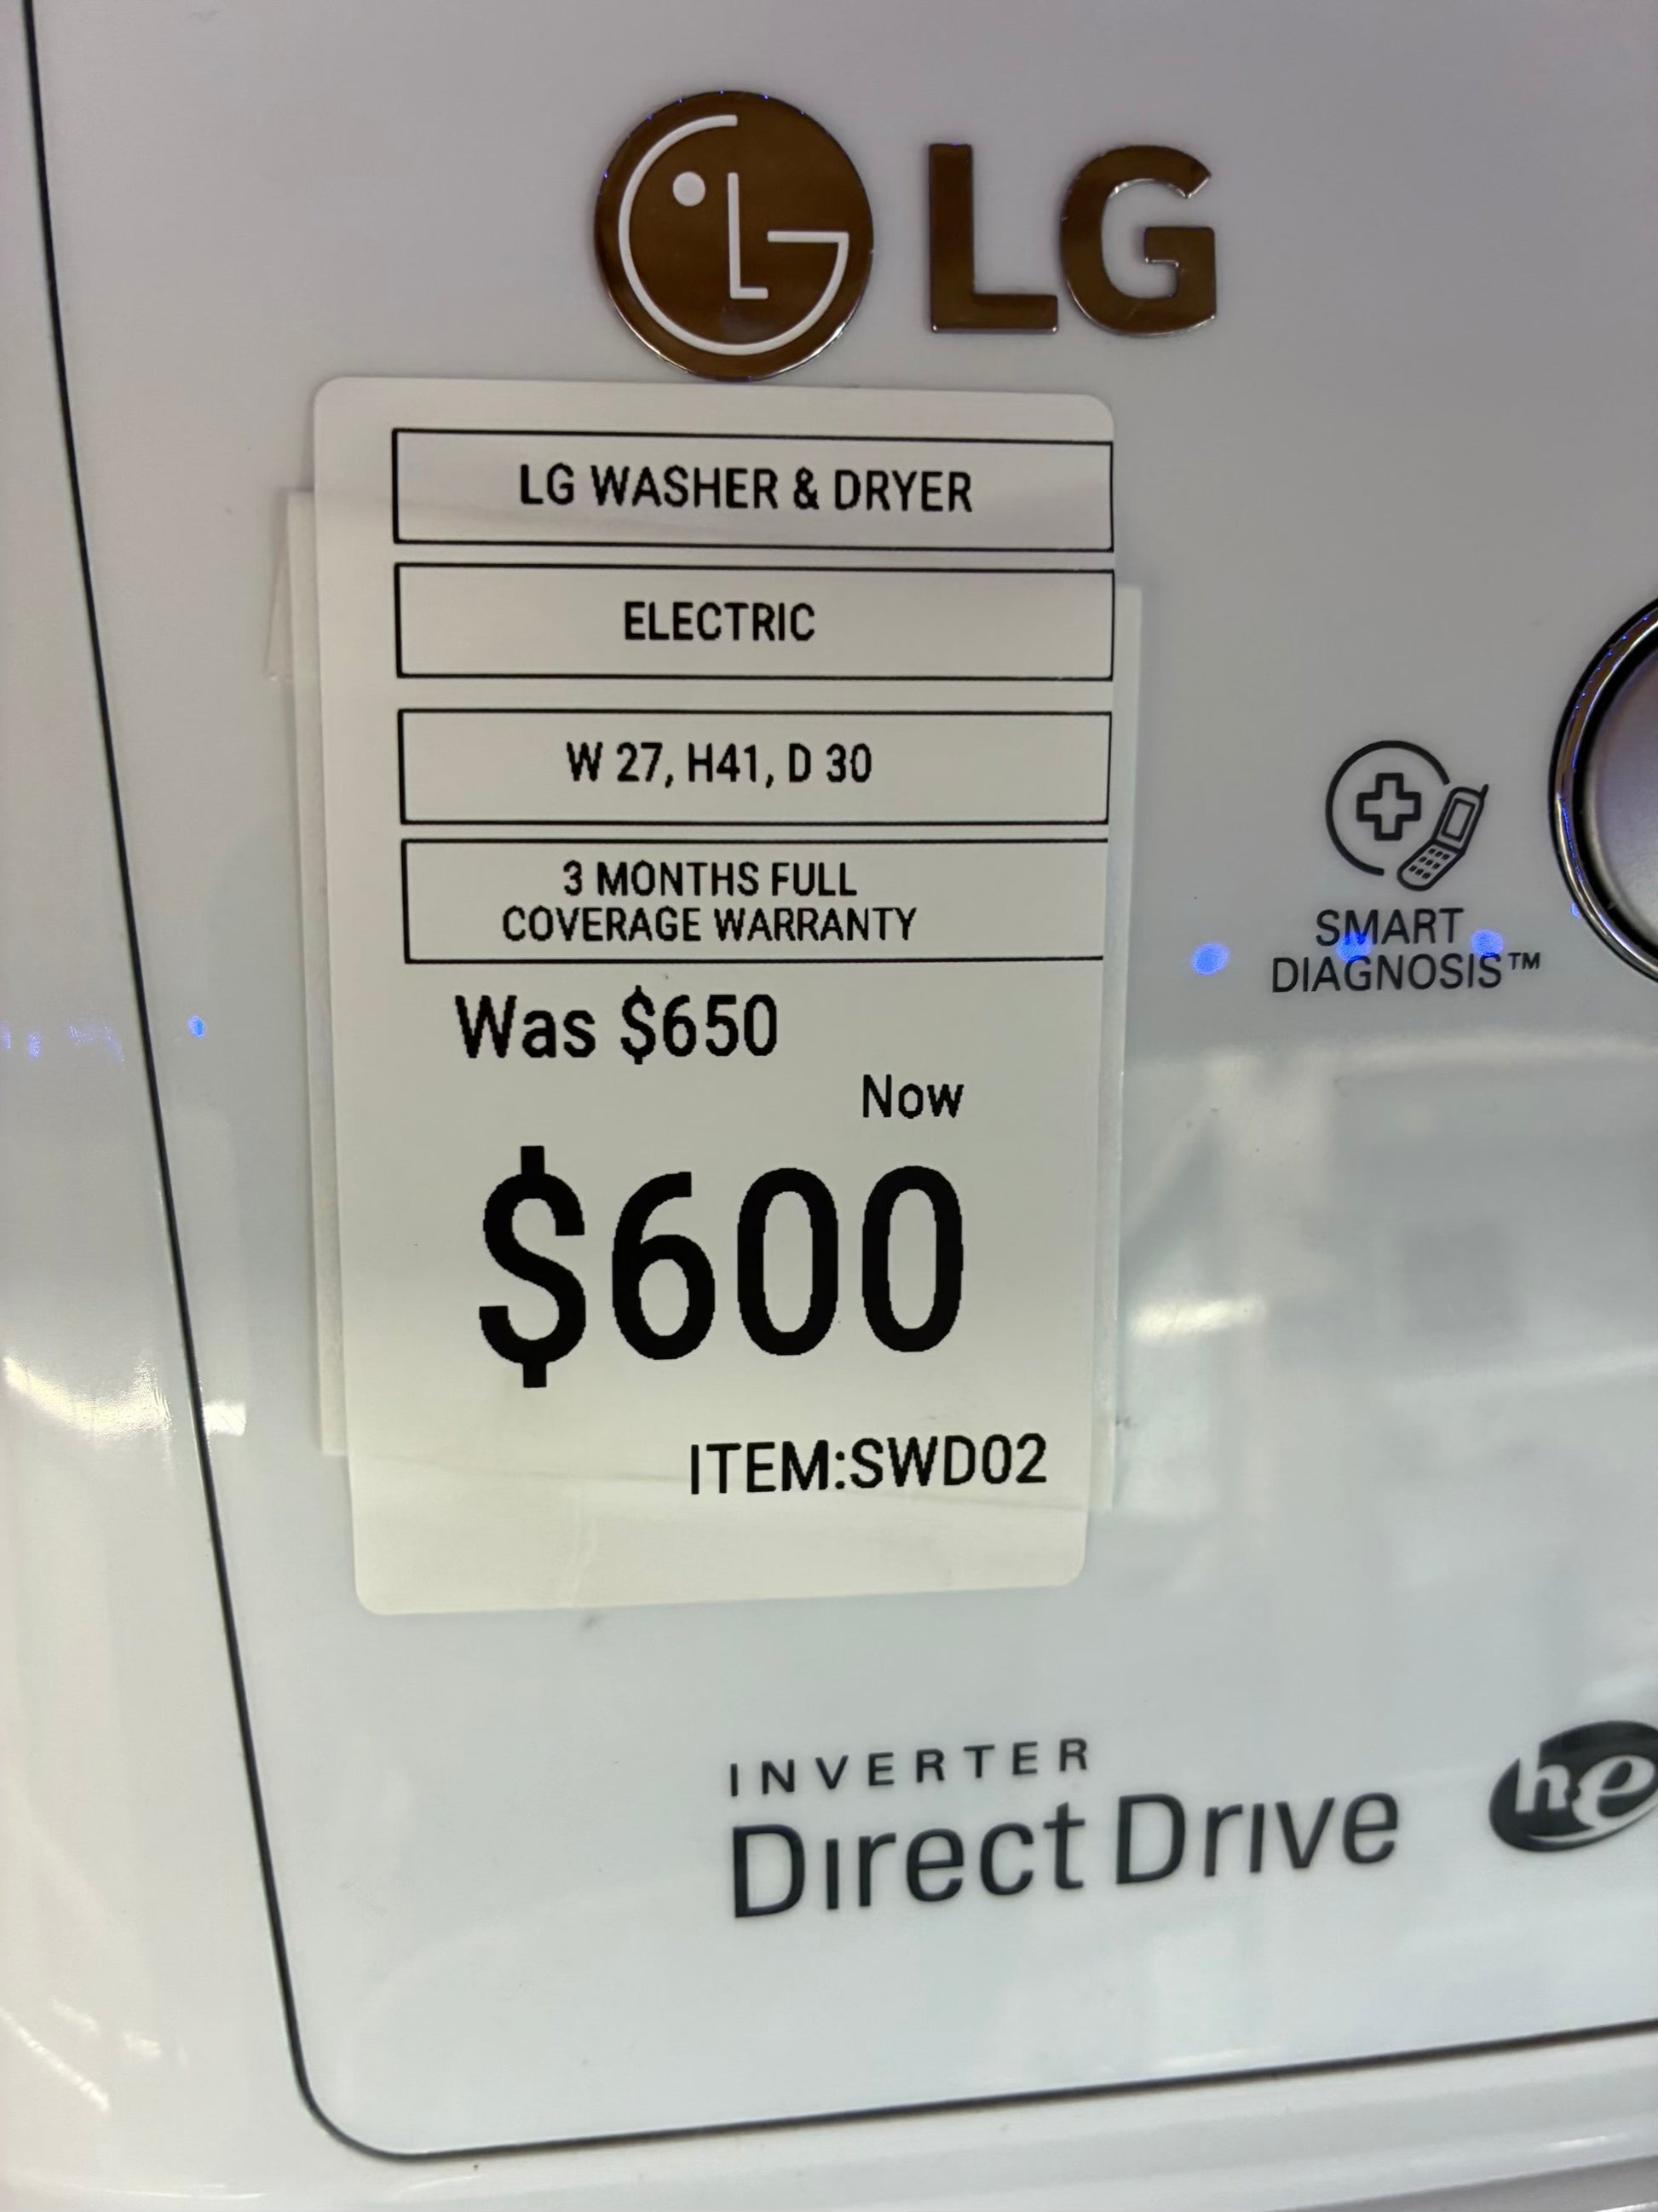 LG LG
LG WASHER & DRYER
ELECTRIC
W 27, H41, D 30
3 MONTHS FULL
COVERAGE WARRANTY
Was $650
Now
$600
ITEM:SWD02
SMART
DIAGNOSIS™
INVERTER
Direct Drive
he